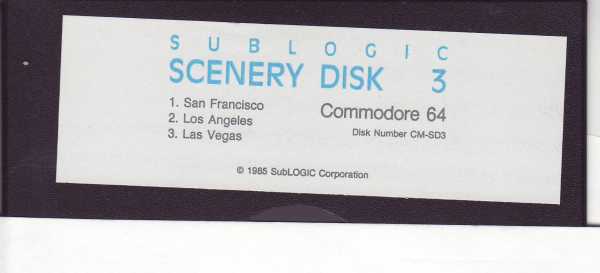 SUBLOGIC
SCENERY DISK 3
1. San Francisco
2. Los Angeles
3. Las Vegas
Commodore 64
Disk Number CM-SD3
© 1985 SubLOGIC Corporation